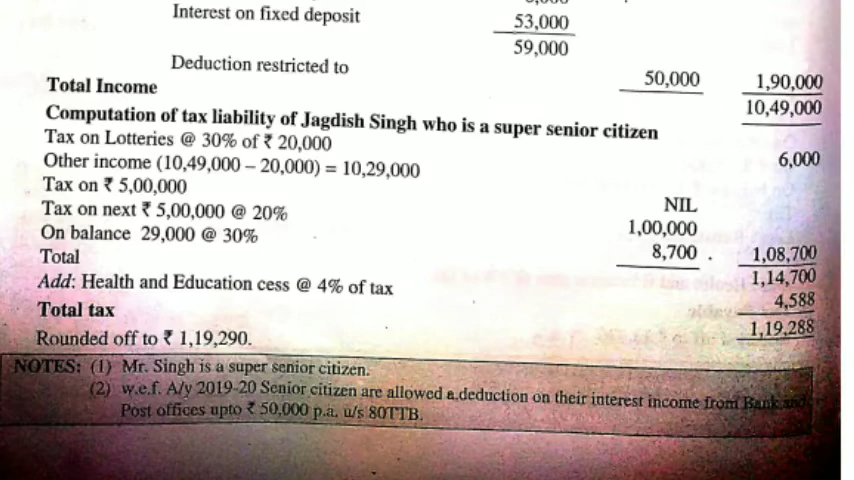 Interest on fixed deposit 53,000
59,000
Deduction restricted to 50,000 1,90,000
Total Income 10,49,000
Computation of tax liability of Jagdish Singh who is a super senior citizen
Tax on Lotteries @ 30% of ₹ 20,000 6,000
Other income (10,49,000 – 20,000) = 10,29,000
Tax on ₹ 5,00,000 NIL
Tax on next ₹ 5,00,000 @ 20% 1,00,000
On balance 29,000 @ 30% 8,700 . 1,08,700
Total 1,14,700
Add: Health and Education cess @ 4% of tax 4,588
Total tax 1,19,288
Rounded off to ₹ 1,19,290.
NOTES: (1) Mr. Singh is a super senior citizen.
(2) w.e.f. A/y 2019-20 Senior citizen are allowed a deduction on their interest income from Bank and
Post offices upto ₹ 50,000 p.a. u/s 80TTB.